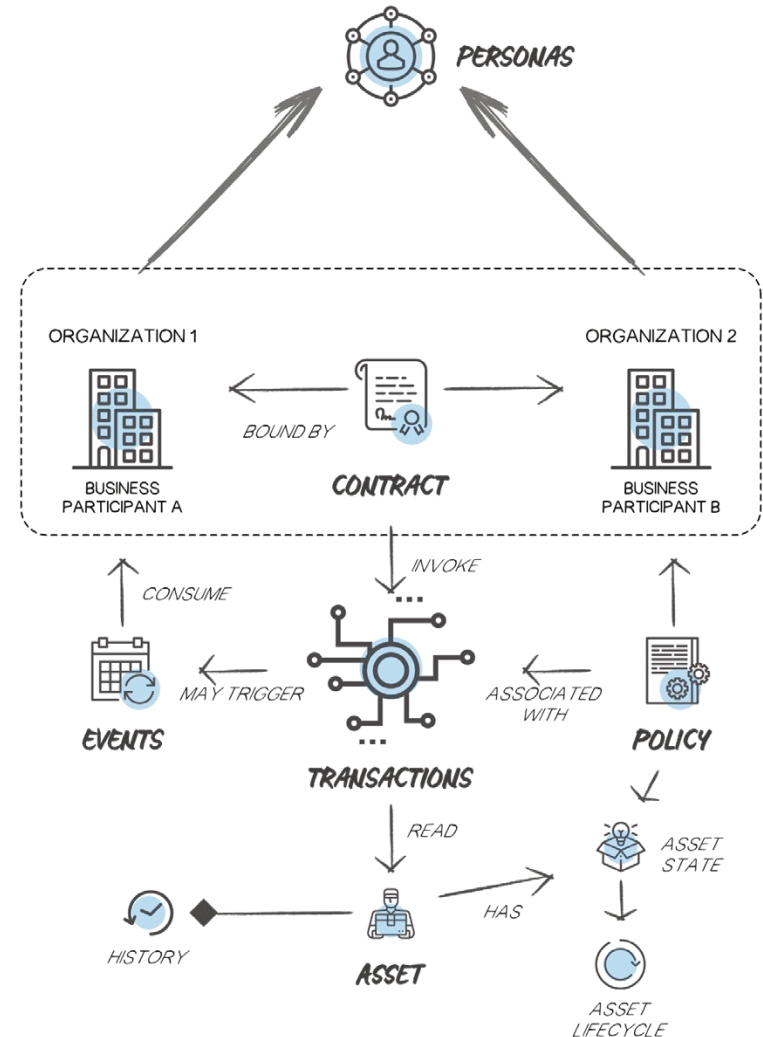 PERSONAS
ORGANIZATION 1
ORGANIZATION 2
BOUND BY
CONTRACT
BUSINESS
PARTICIPANT A
BUSINESS
PARTICIPANT B
INVOKE
CONSUME
...
MAY TRIGGER
ASSOCIATED
WITH
...
EVENTS
POLICY
TRANSACTIONS
READ
ASSET
STATE
HAS
HISTORY
ASSET
ASSET
LIFECYCLE